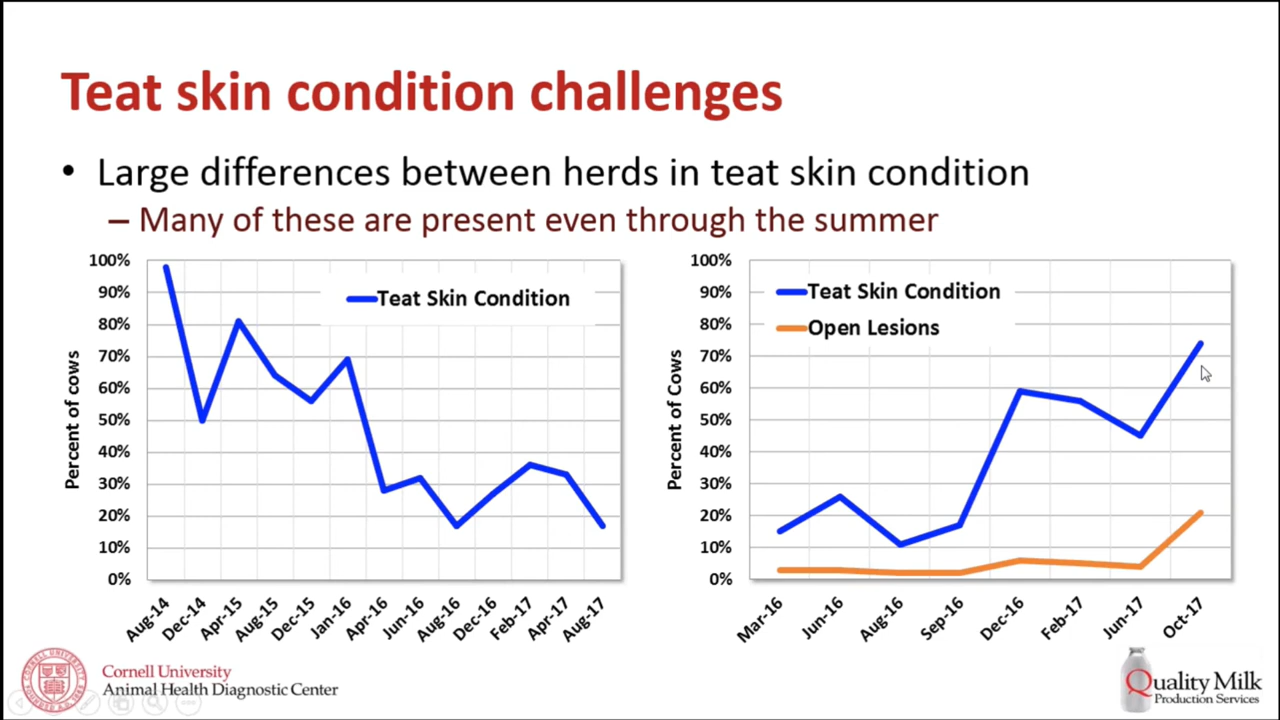 Teat skin condition challenges
• Large differences between herds in teat skin condition
– Many of these are present even through the summer
Percent of cows
100%
90%
80%
70%
60%
50%
40%
30%
20%
10%
0%
Teat Skin Condition
Aug-14
Dec-14
Apr-15
Aug-15
Dec-15
Jan-16
Apr-16
Jun-16
Aug-16
Dec-16
Feb-17
Apr-17
Aug-17
Percent of Cows
100%
90%
80%
70%
60%
50%
40%
30%
20%
10%
0%
Teat Skin Condition
Open Lesions
Mar-16
Jun-16
Aug-16
Sep-16
Dec-16
Feb-17
Jun-17
Oct-17
Cornell University
Animal Health Diagnostic Center
Quality Milk
Production Services